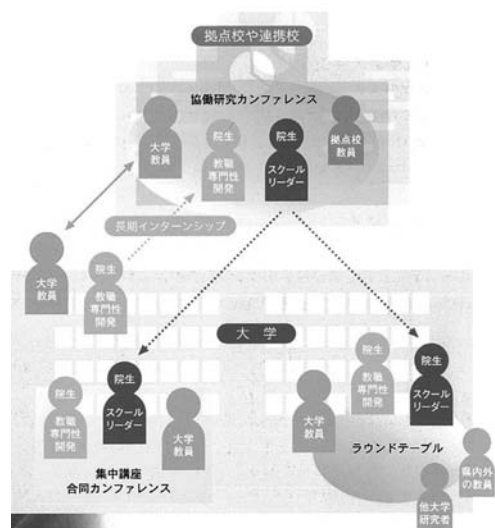 拠点校や連携校
協働研究カンファレンス
大学
教員
院生
教職
専門性
開発
院生
スクール
リーダー
拠点校
教員
長期インターンシップ
大学
教員
院生
教職
専門性
開発
大学
院生
教職
専門性
開発
院生
スクール
リーダー
大学
教員
集中講座
合同カンファレンス
大学
教員
院生
教職
専門性
開発
院生
スクール
リーダー
ラウンドテーブル
他大学
研究者
県内外
の教員